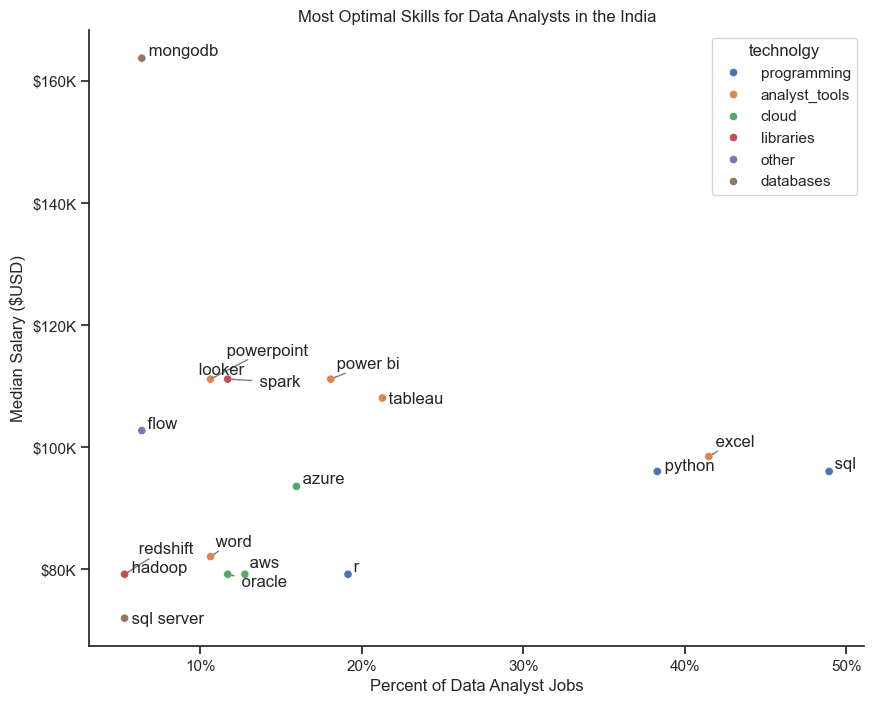 Most Optimal Skills for Data Analysts in the India
mongodb
technolgy
programming
analyst_tools
cloud
libraries
other
databases
$160K
$140K
$120K
$100K
$80K
Median Salary ($USD)
powerpoint
looker
spark
power bi
tableau
flow
excel
python
sql
azure
redshift
hadoop
word
aws
oracle
r
sql server
10%
20%
30%
40%
50%
Percent of Data Analyst Jobs